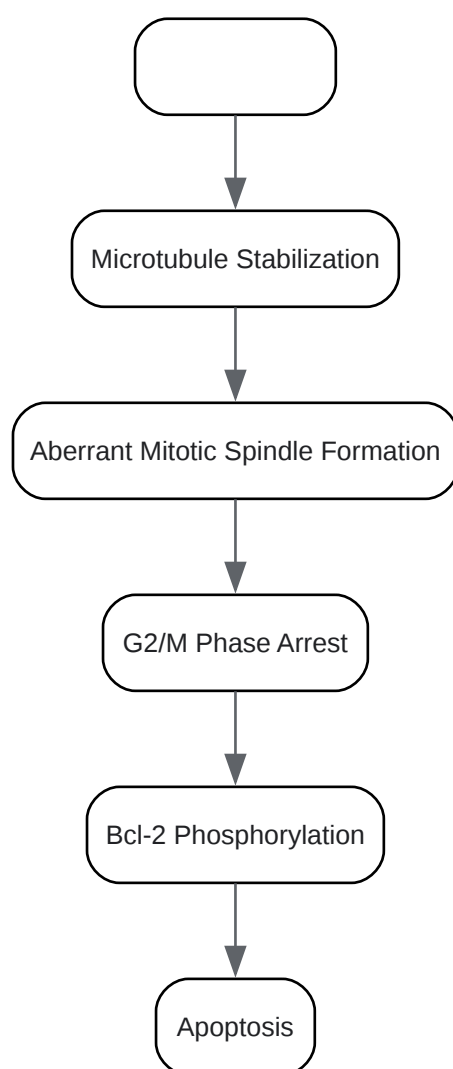 Microtubule Stabilization
Aberrant Mitotic Spindle Formation
G2/M Phase Arrest
Bcl-2 Phosphorylation
Apoptosis